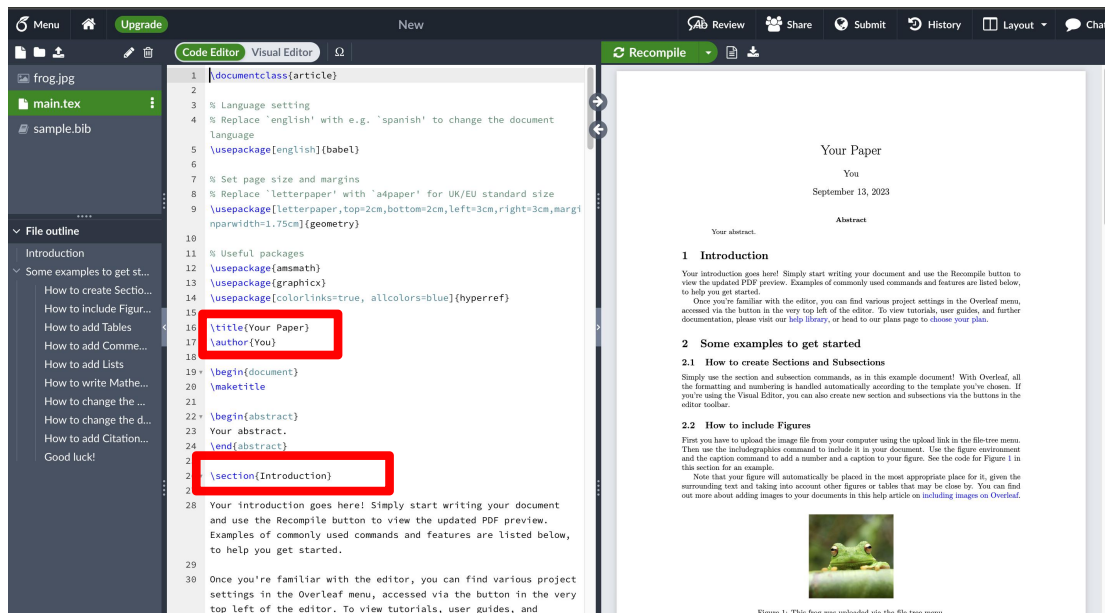 Menu Upgrade New Review Share Submit History Layout Chat
Code Editor Visual Editor Ω Recompile
frog.jpg
main.tex
sample.bib
File outline
Introduction
Some examples to get st...
How to create Sectio...
How to include Figur...
How to add Tables
How to add Comme...
How to add Lists
How to write Mathe...
How to change the ...
How to change the d...
How to add Citation...
Good luck!
1 \documentclass{article}
2
3 % Language setting
4 % Replace `english' with e.g. `spanish' to change the document
language
5 \usepackage[english]{babel}
6
7 % Set page size and margins
8 % Replace `letterpaper' with `a4paper' for UK/EU standard size
9 \usepackage[letterpaper,top=2cm,bottom=2cm,left=3cm,right=3cm,margi
nparwidth=1.75cm]{geometry}
10
11 % Useful packages
12 \usepackage{amsmath}
13 \usepackage{graphicx}
14 \usepackage[colorlinks=true, allcolors=blue]{hyperref}
15
16 \title{Your Paper}
17 \author{You}
18
19 \begin{document}
20 \maketitle
21
22 \begin{abstract}
23 Your abstract.
24 \end{abstract}
2
2 \section{Introduction}
2
28 Your introduction goes here! Simply start writing your document
and use the Recompile button to view the updated PDF preview.
Examples of commonly used commands and features are listed below,
to help you get started.
29
30 Once you're familiar with the editor, you can find various project
settings in the Overleaf menu, accessed via the button in the very
top left of the editor. To view tutorials, user guides, and
Your Paper
You
September 13, 2023
Abstract
Your abstract.
1 Introduction
Your introduction goes here! Simply start writing your document and use the Recompile button to
view the updated PDF preview. Examples of commonly used commands and features are listed below,
to help you get started.
Once you're familiar with the editor, you can find various project settings in the Overleaf menu,
accessed via the button in the very top left of the editor. To view tutorials, user guides, and further
documentation, please visit our help library, or head to our plans page to choose your plan.
2 Some examples to get started
2.1 How to create Sections and Subsections
Simply use the section and subsection commands, as in this example document! With Overleaf, all
the formatting and numbering is handled automatically according to the template you've chosen. If
you're using the Visual Editor, you can also create new section and subsections via the buttons in the
editor toolbar.
2.2 How to include Figures
First you have to upload the image file from your computer using the upload link in the file-tree menu.
Then use the includegraphics command to include it in your document. Use the figure environment
and the caption command to add a number and a caption to your figure. See the code for Figure 1 in
this section for an example.
Note that your figure will automatically be placed in the most appropriate place for it, given the
surrounding text and taking into account other figures or tables that may be close by. You can find
out more about adding images to your documents in this help article on including images on Overleaf.
Figure 1: This frog was uploaded via the file-tree menu.